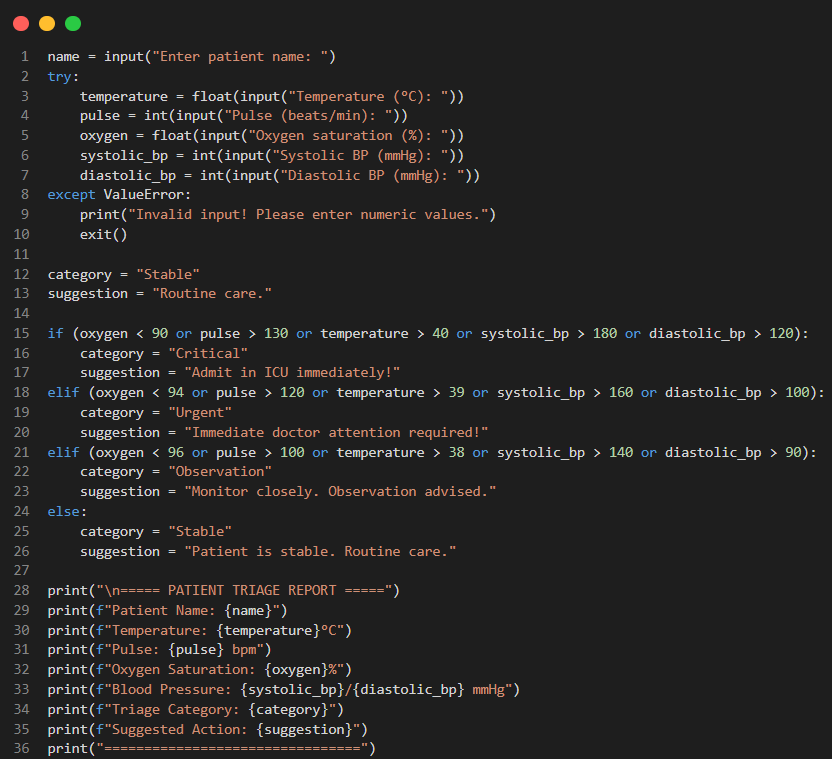 1 name = input("Enter patient name: ")
2 try:
3     temperature = float(input("Temperature (°C): "))
4     pulse = int(input("Pulse (beats/min): "))
5     oxygen = float(input("Oxygen saturation (%): "))
6     systolic_bp = int(input("Systolic BP (mmHg): "))
7     diastolic_bp = int(input("Diastolic BP (mmHg): "))
8 except ValueError:
9     print("Invalid input! Please enter numeric values.")
10     exit()
11
12 category = "Stable"
13 suggestion = "Routine care."
14
15 if (oxygen < 90 or pulse > 130 or temperature > 40 or systolic_bp > 180 or diastolic_bp > 120):
16     category = "Critical"
17     suggestion = "Admit in ICU immediately!"
18 elif (oxygen < 94 or pulse > 120 or temperature > 39 or systolic_bp > 160 or diastolic_bp > 100):
19     category = "Urgent"
20     suggestion = "Immediate doctor attention required!"
21 elif (oxygen < 96 or pulse > 100 or temperature > 38 or systolic_bp > 140 or diastolic_bp > 90):
22     category = "Observation"
23     suggestion = "Monitor closely. Observation advised."
24 else:
25     category = "Stable"
26     suggestion = "Patient is stable. Routine care."
27
28 print("\n===== PATIENT TRIAGE REPORT =====")
29 print(f"Patient Name: {name}")
30 print(f"Temperature: {temperature}°C")
31 print(f"Pulse: {pulse} bpm")
32 print(f"Oxygen Saturation: {oxygen}%")
33 print(f"Blood Pressure: {systolic_bp}/{diastolic_bp} mmHg")
34 print(f"Triage Category: {category}")
35 print(f"Suggested Action: {suggestion}")
36 print("================================")